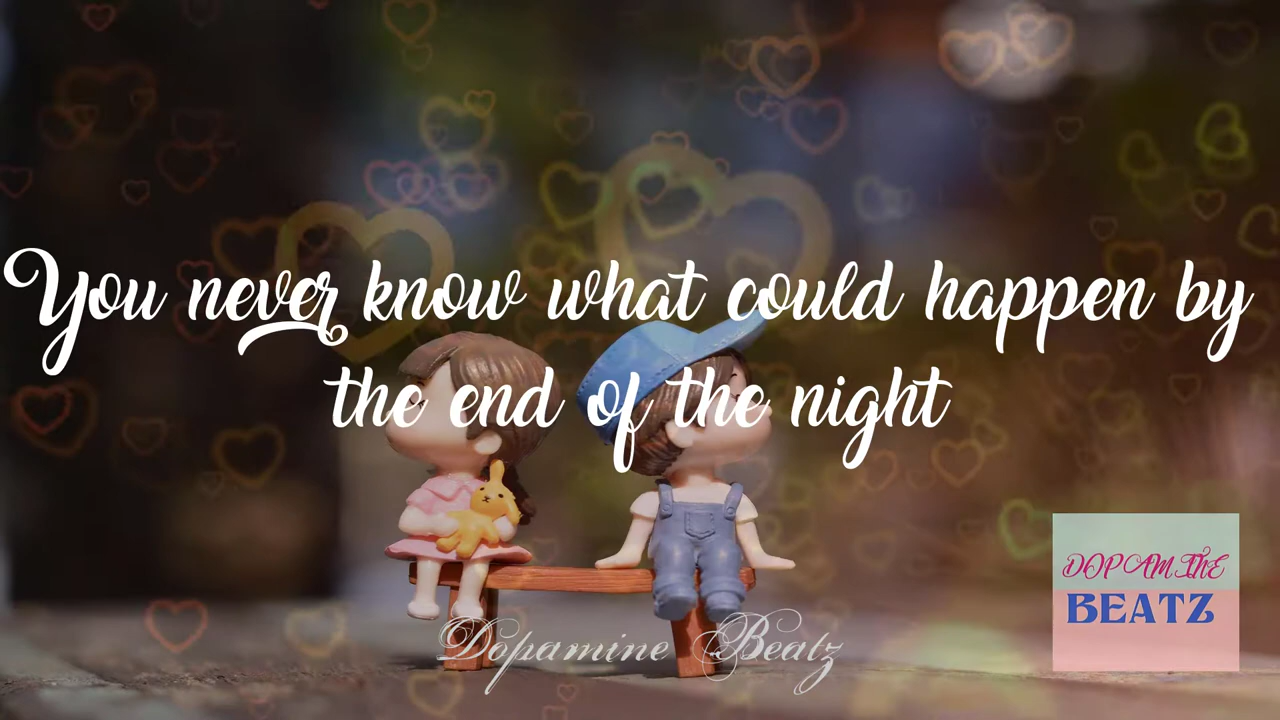 You never know what could happen by
the end of the night
DOPAMINE
BEATZ
Dopamine Beatz